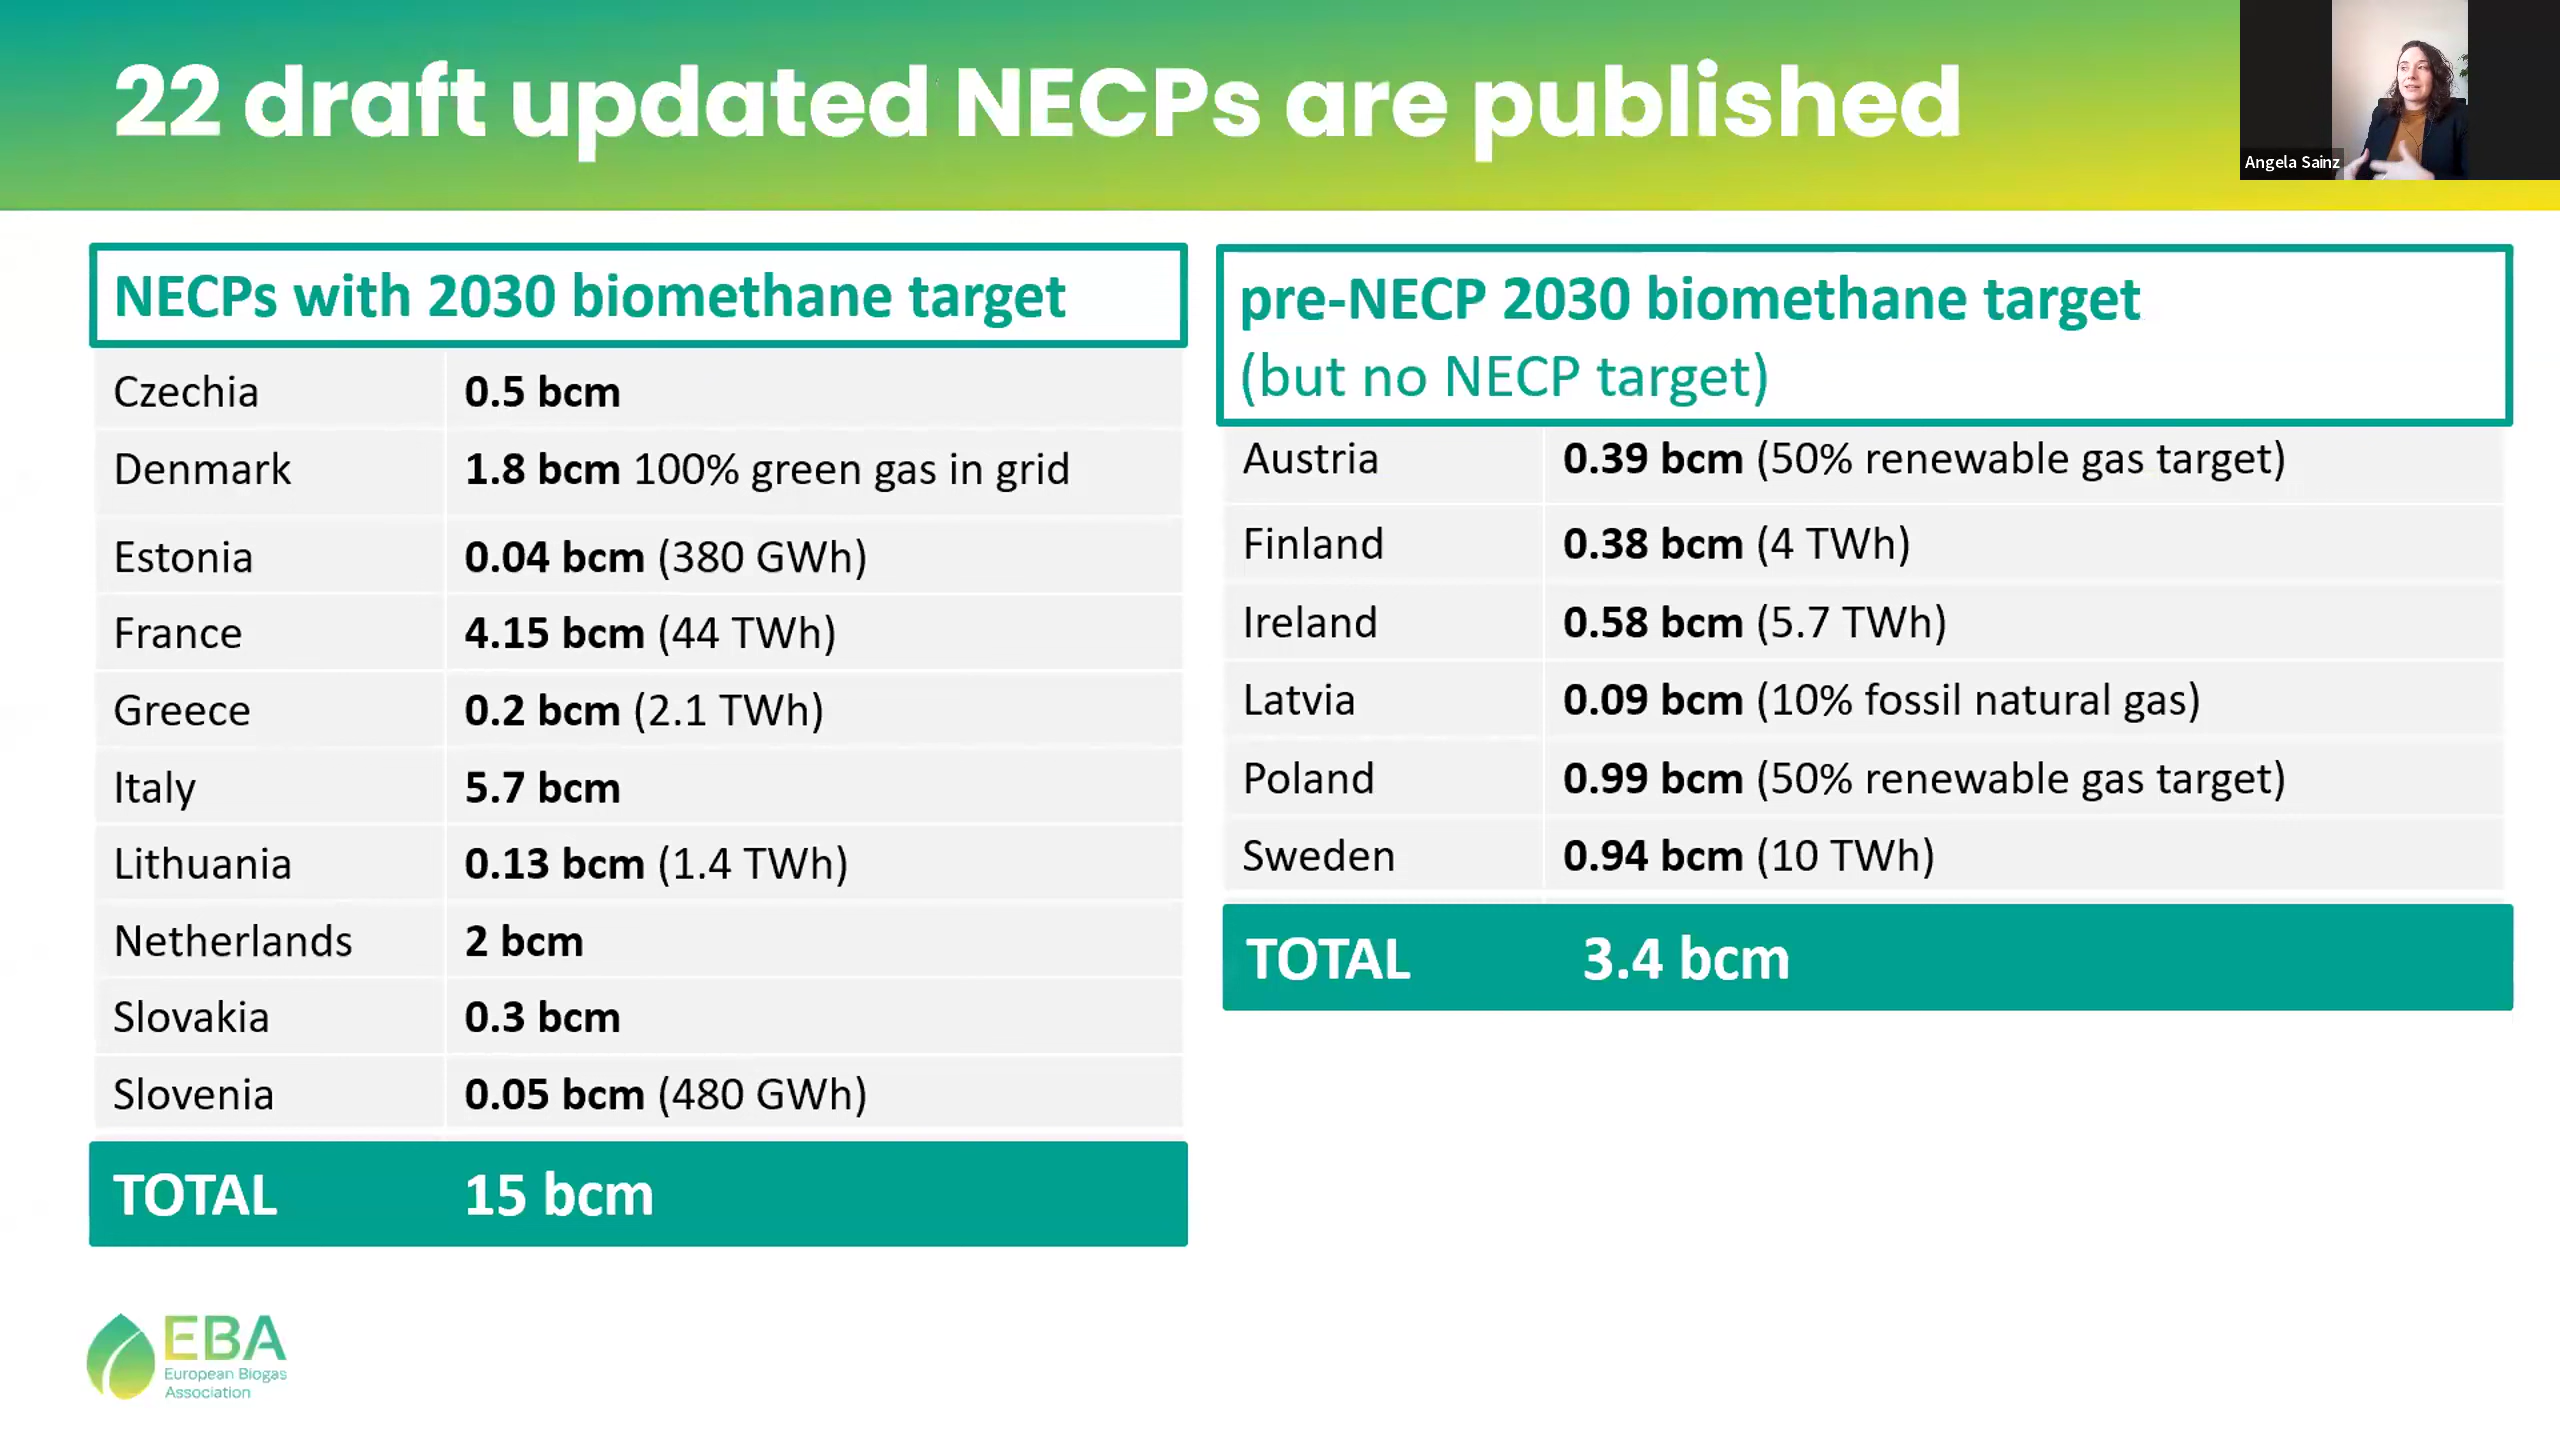 22 draft updated NECPs are published
Angela Sainz
NECPs with 2030 biomethane target
Czechia 0.5 bcm
Denmark 1.8 bcm 100% green gas in grid
Estonia 0.04 bcm (380 GWh)
France 4.15 bcm (44 TWh)
Greece 0.2 bcm (2.1 TWh)
Italy 5.7 bcm
Lithuania 0.13 bcm (1.4 TWh)
Netherlands 2 bcm
Slovakia 0.3 bcm
Slovenia 0.05 bcm (480 GWh)
TOTAL 15 bcm
pre-NECP 2030 biomethane target
(but no NECP target)
Austria 0.39 bcm (50% renewable gas target)
Finland 0.38 bcm (4 TWh)
Ireland 0.58 bcm (5.7 TWh)
Latvia 0.09 bcm (10% fossil natural gas)
Poland 0.99 bcm (50% renewable gas target)
Sweden 0.94 bcm (10 TWh)
TOTAL 3.4 bcm
EBA
European Biogas
Association